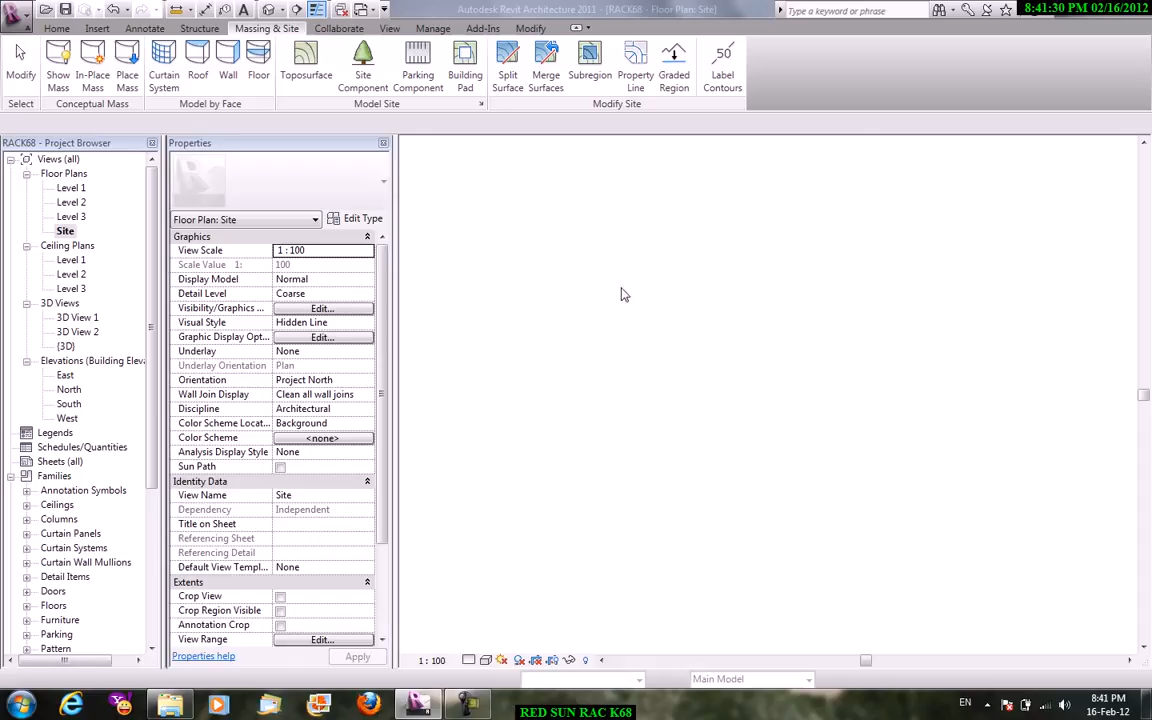 Autodesk Revit Architecture 2011 - [RACK68 - Floor Plan: Site]
Type a keyword or phrase
8:41:30 PM 02/16/2012
Home Insert Annotate Structure Massing & Site Collaborate View Manage Add-Ins Modify
Modify
Show Mass
In-Place Mass
Place Mass
Curtain System
Roof
Wall
Floor
Toposurface
Site Component
Parking Component
Building Pad
Split Surface
Merge Surfaces
Subregion
Property Line
Graded Region
50
Label Contours
Select
Conceptual Mass
Model by Face
Model Site
Modify Site
RACK68 - Project Browser
Views (all)
Floor Plans
Level 1
Level 2
Level 3
Site
Ceiling Plans
Level 1
Level 2
Level 3
3D Views
3D View 1
3D View 2
{3D}
Elevations (Building Eleva
East
North
South
West
Legends
Schedules/Quantities
Sheets (all)
Families
Annotation Symbols
Ceilings
Columns
Curtain Panels
Curtain Systems
Curtain Wall Mullions
Detail Items
Doors
Floors
Furniture
Parking
Pattern
Properties
Floor Plan: Site
Edit Type
Graphics
View Scale 1 : 100
Scale Value 1: 100
Display Model Normal
Detail Level Coarse
Visibility/Graphics ... Edit...
Visual Style Hidden Line
Graphic Display Opt... Edit...
Underlay None
Underlay Orientation Plan
Orientation Project North
Wall Join Display Clean all wall joins
Discipline Architectural
Color Scheme Locat... Background
Color Scheme <none>
Analysis Display Style None
Sun Path
Identity Data
View Name Site
Dependency Independent
Title on Sheet
Referencing Sheet
Referencing Detail
Default View Templ... None
Extents
Crop View
Crop Region Visible
Annotation Crop
View Range Edit...
Properties help
Apply
1 : 100
Main Model
EN
8:41 PM
16-Feb-12
RED SUN RAC K68